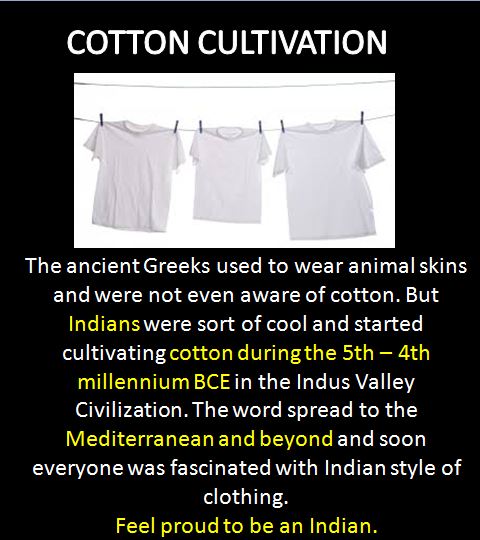 COTTON CULTIVATION
The ancient Greeks used to wear animal skins
and were not even aware of cotton. But
Indians were sort of cool and started
cultivating cotton during the 5th – 4th
millennium BCE in the Indus Valley
Civilization. The word spread to the
Mediterranean and beyond and soon
everyone was fascinated with Indian style of
clothing.
Feel proud to be an Indian.